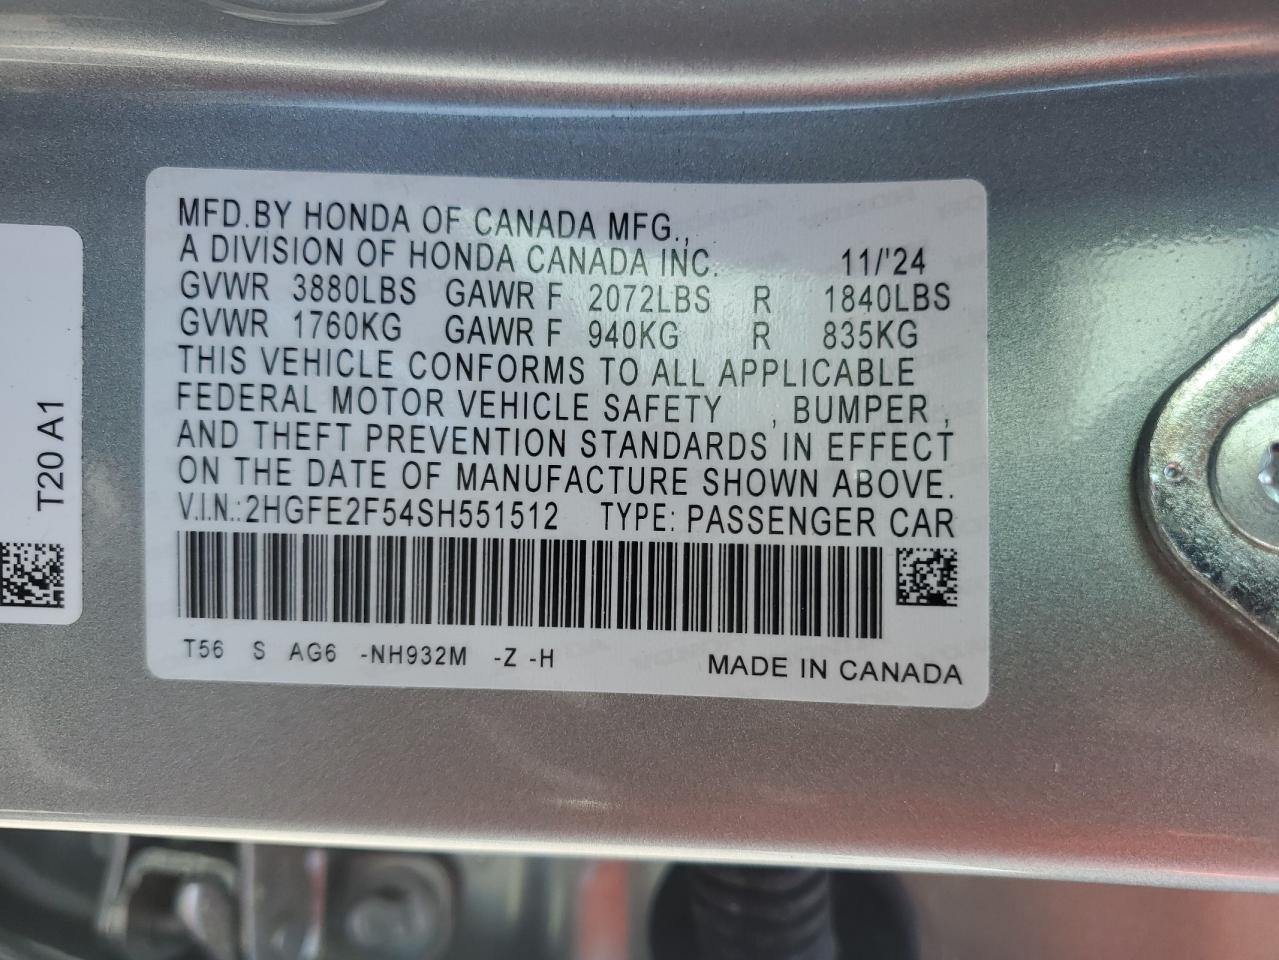 MFD.BY HONDA OF CANADA MFG.,
A DIVISION OF HONDA CANADA INC. 11/'24
GVWR 3880LBS GAWR F 2072LBS R 1840LBS
GVWR 1760KG GAWR F 940KG R 835KG
THIS VEHICLE CONFORMS TO ALL APPLICABLE
FEDERAL MOTOR VEHICLE SAFETY , BUMPER ,
AND THEFT PREVENTION STANDARDS IN EFFECT
ON THE DATE OF MANUFACTURE SHOWN ABOVE.
V.I.N.:2HGFE2F54SH551512 TYPE: PASSENGER CAR
T56 S AG6 -NH932M -Z -H MADE IN CANADA
T20 A1